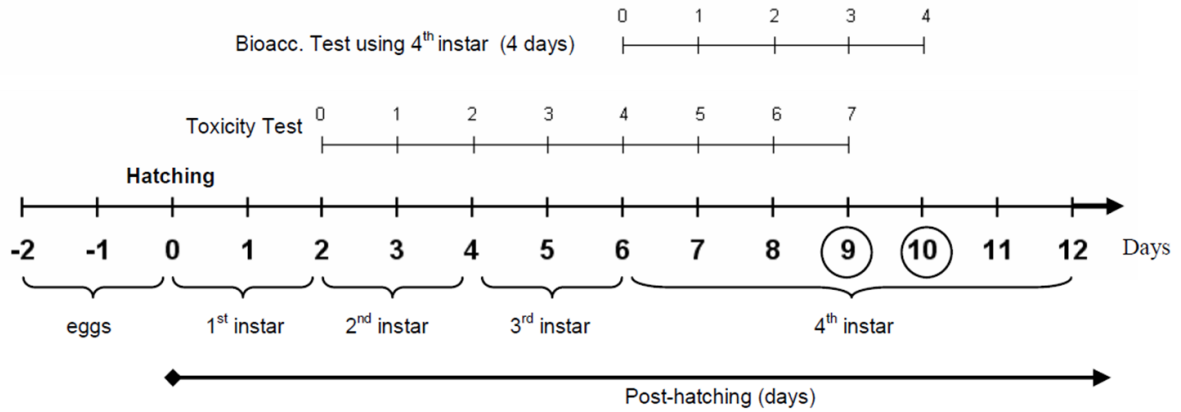 0 1 2 3 4
Bioacc. Test using 4th instar (4 days)
0 1 2 3 4 5 6 7
Toxicity Test
Hatching
-2 -1 0 1 2 3 4 5 6 7 8 9 10 11 12 Days
eggs 1st instar 2nd instar 3rd instar 4th instar
Post-hatching (days)